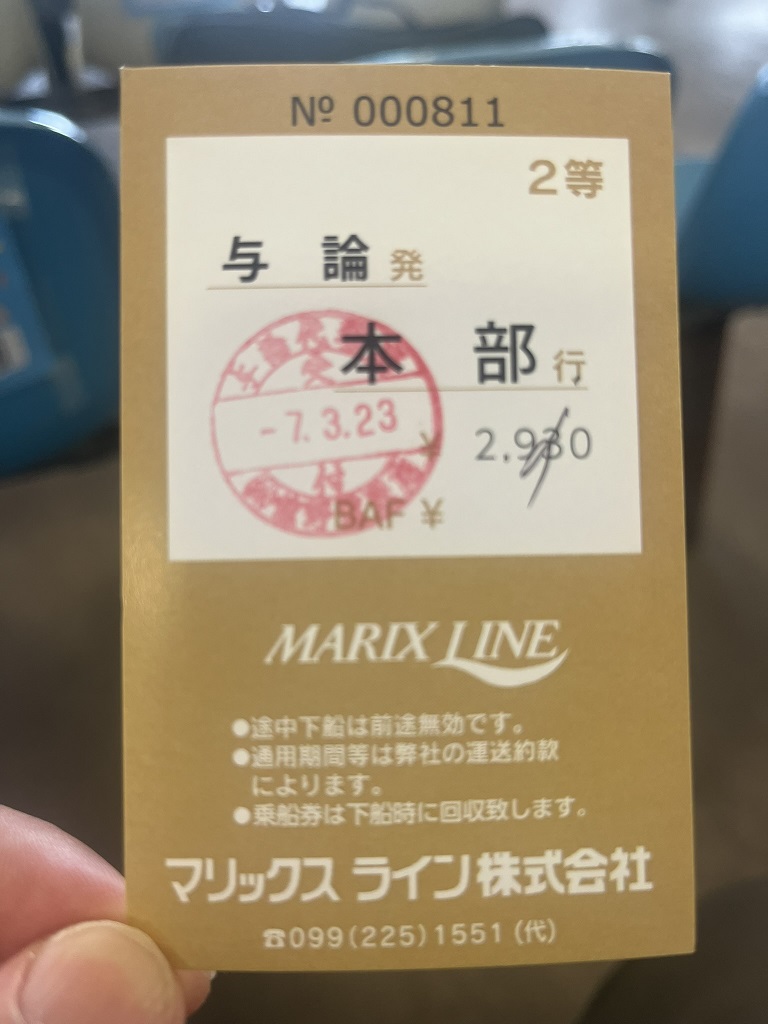 № 000811
2等
与論発
本部行
-7.3.23
¥ 2,930
BAF ¥
付
MARIX LINE
●途中下船は前途無効です。
●通用期間等は弊社の運送約款
によります。
●乗船券は下船時に回収致します。
マリックス ライン株式会社
☎099(225)1551 (代)